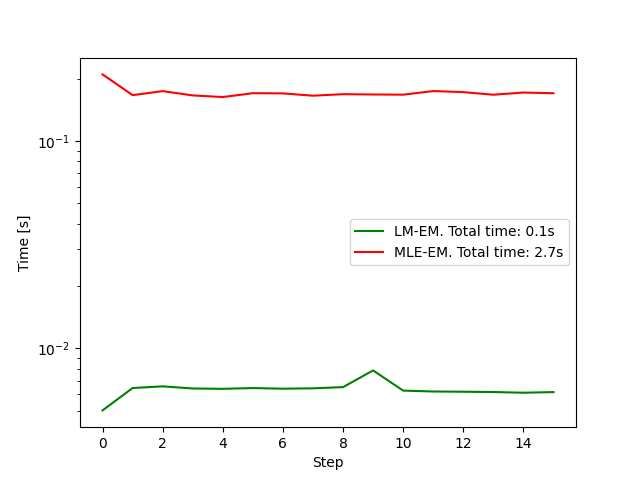 10⁻¹
10⁻²
Time [s]
LM-EM. Total time: 0.1s
MLE-EM. Total time: 2.7s
0 2 4 6 8 10 12 14
Step